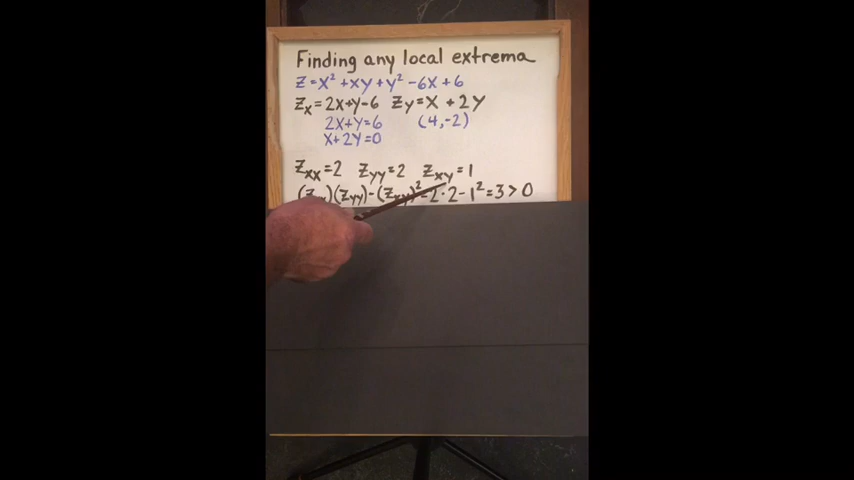 Finding any local extrema
Z = X² + XY + Y² - 6X + 6
Zx = 2X+Y-6 Zy = X + 2Y
2X+Y=6 (4,-2)
X+2Y=0
Zxx = 2 Zyy = 2 Zxy = 1
(Zyy) - (Zxy)² = 2·2 - 1² = 3 > 0